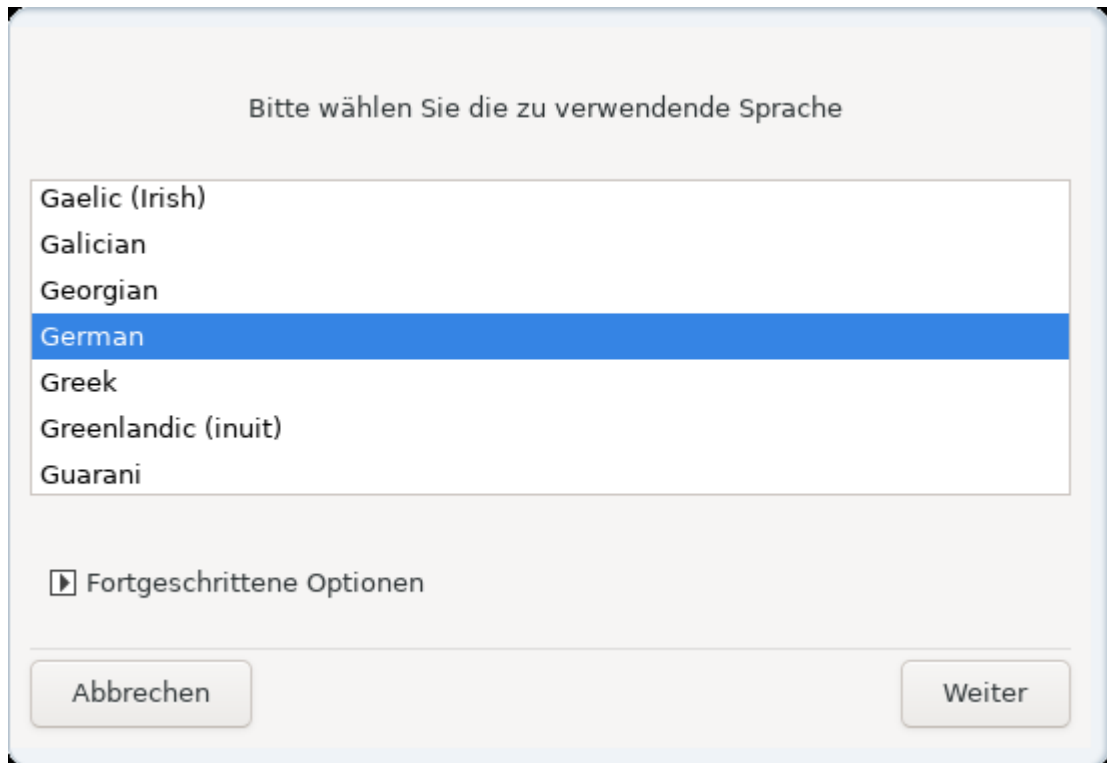 Bitte wählen Sie die zu verwendende Sprache
Gaelic (Irish)
Galician
Georgian
German
Greek
Greenlandic (inuit)
Guarani
Fortgeschrittene Optionen
Abbrechen
Weiter